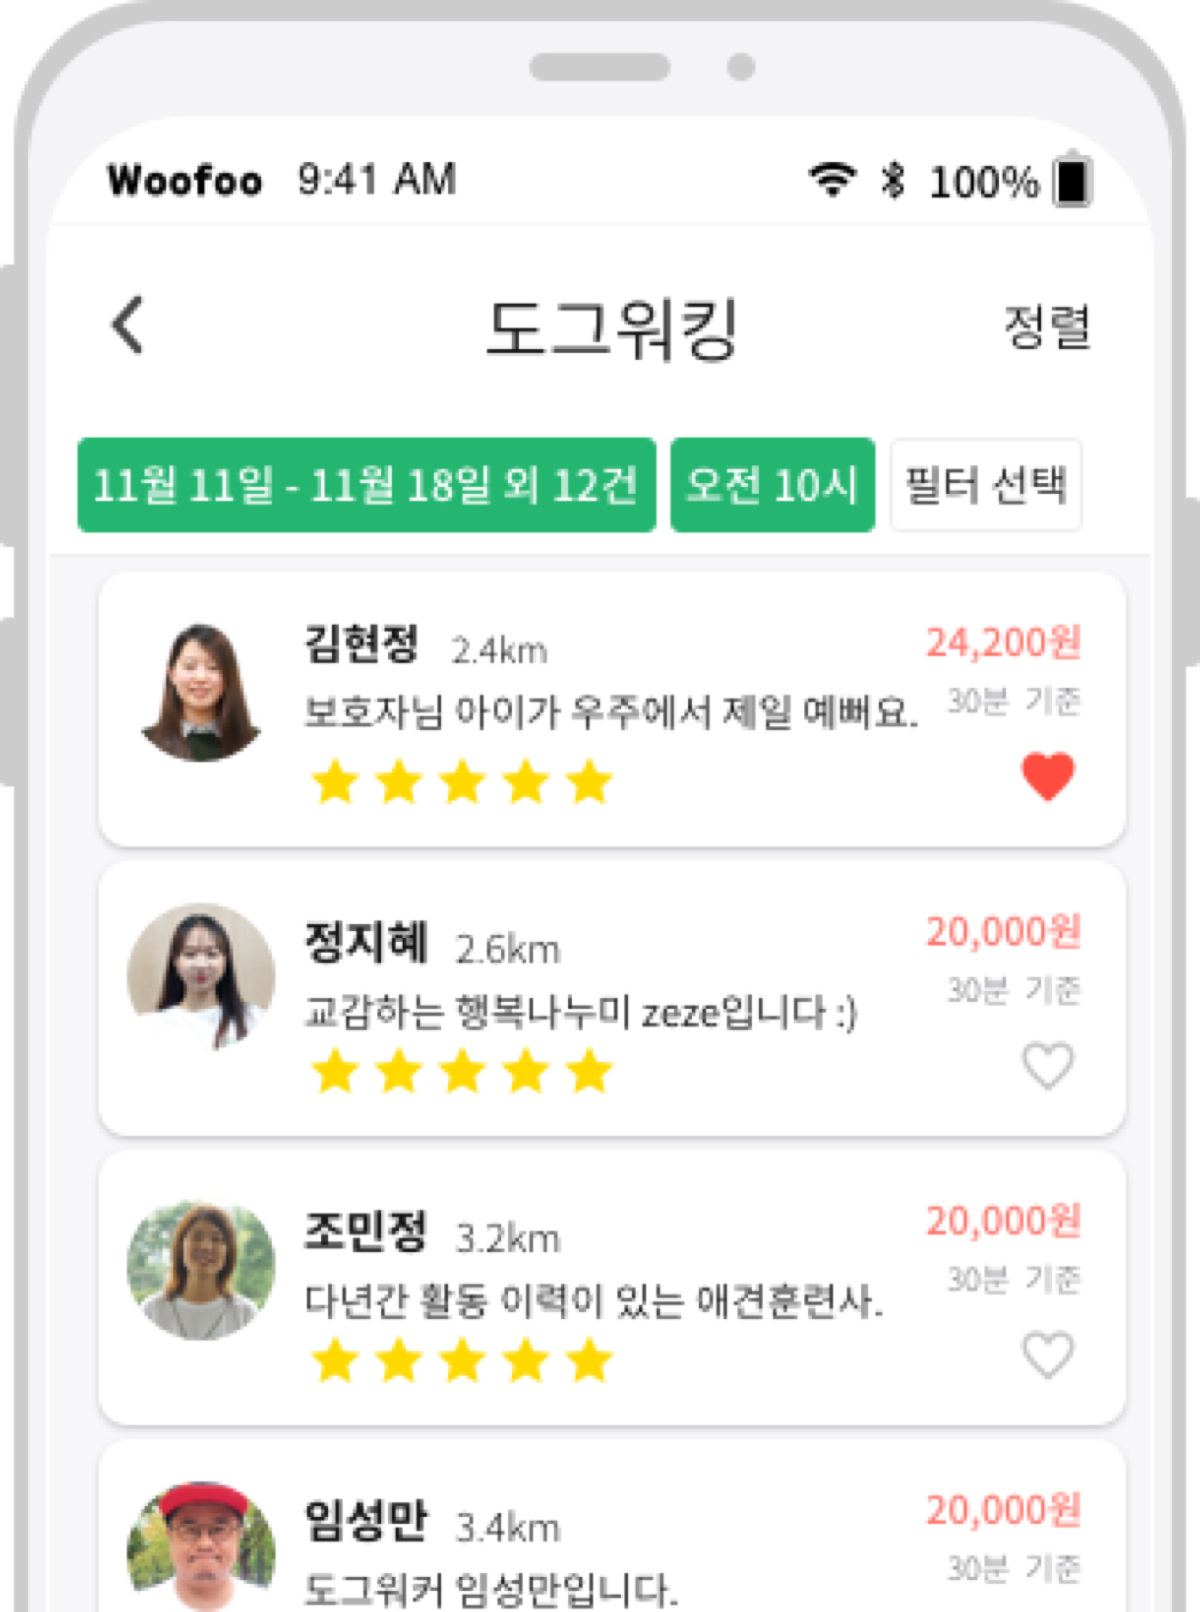 Woofoo 9:41 AM 100%
도그워킹 정렬
11월 11일 - 11월 18일 외 12건 오전 10시 필터 선택
김현정 2.4km 24,200원
보호자님 아이가 우주에서 제일 예뻐요. 30분 기준
정지혜 2.6km 20,000원
30분 기준
교감하는 행복나누미 zeze입니다 :)
조민정 3.2km 20,000원
30분 기준
다년간 활동 이력이 있는 애견훈련사.
임성만 3.4km 20,000원
30분 기준
도그워커 임성만입니다.